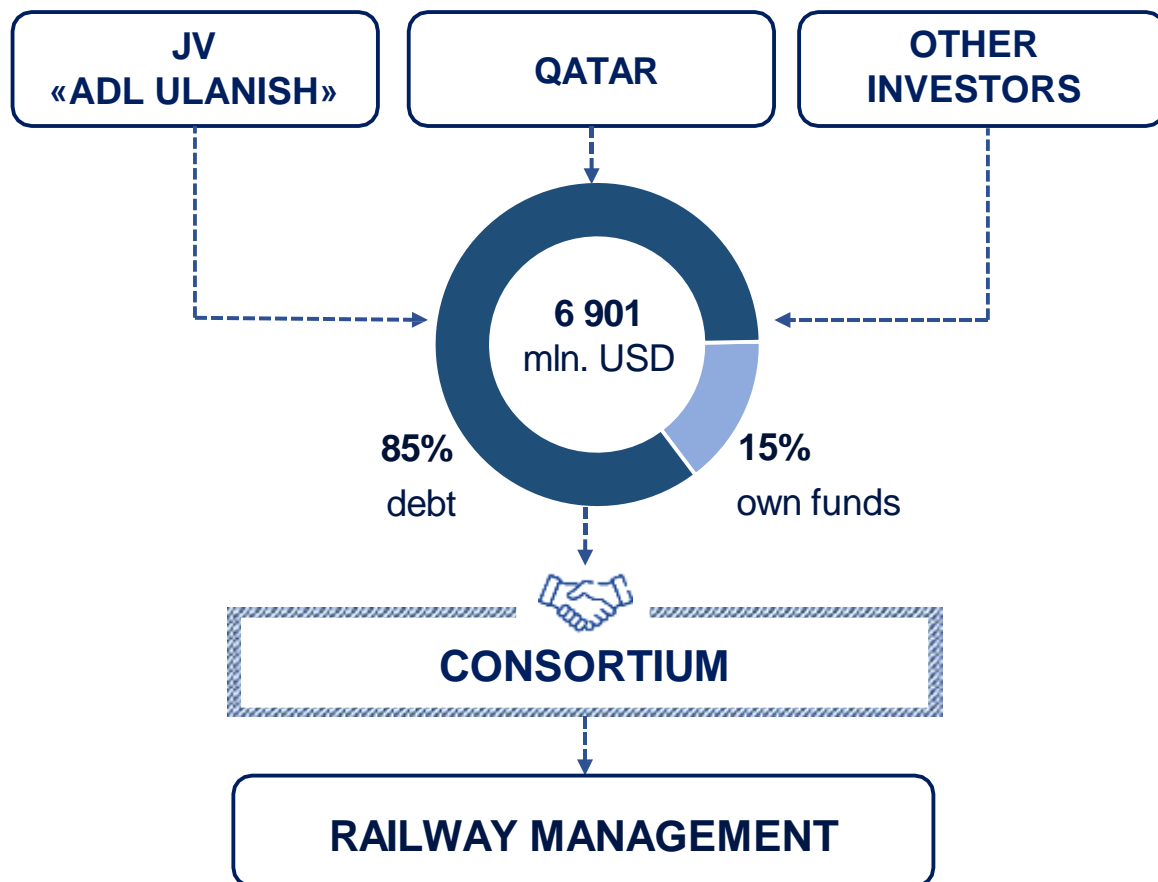 JV
«ADL ULANISH»
QATAR
OTHER
INVESTORS
6 901
mln. USD
85%
debt
15%
own funds
CONSORTIUM
RAILWAY MANAGEMENT